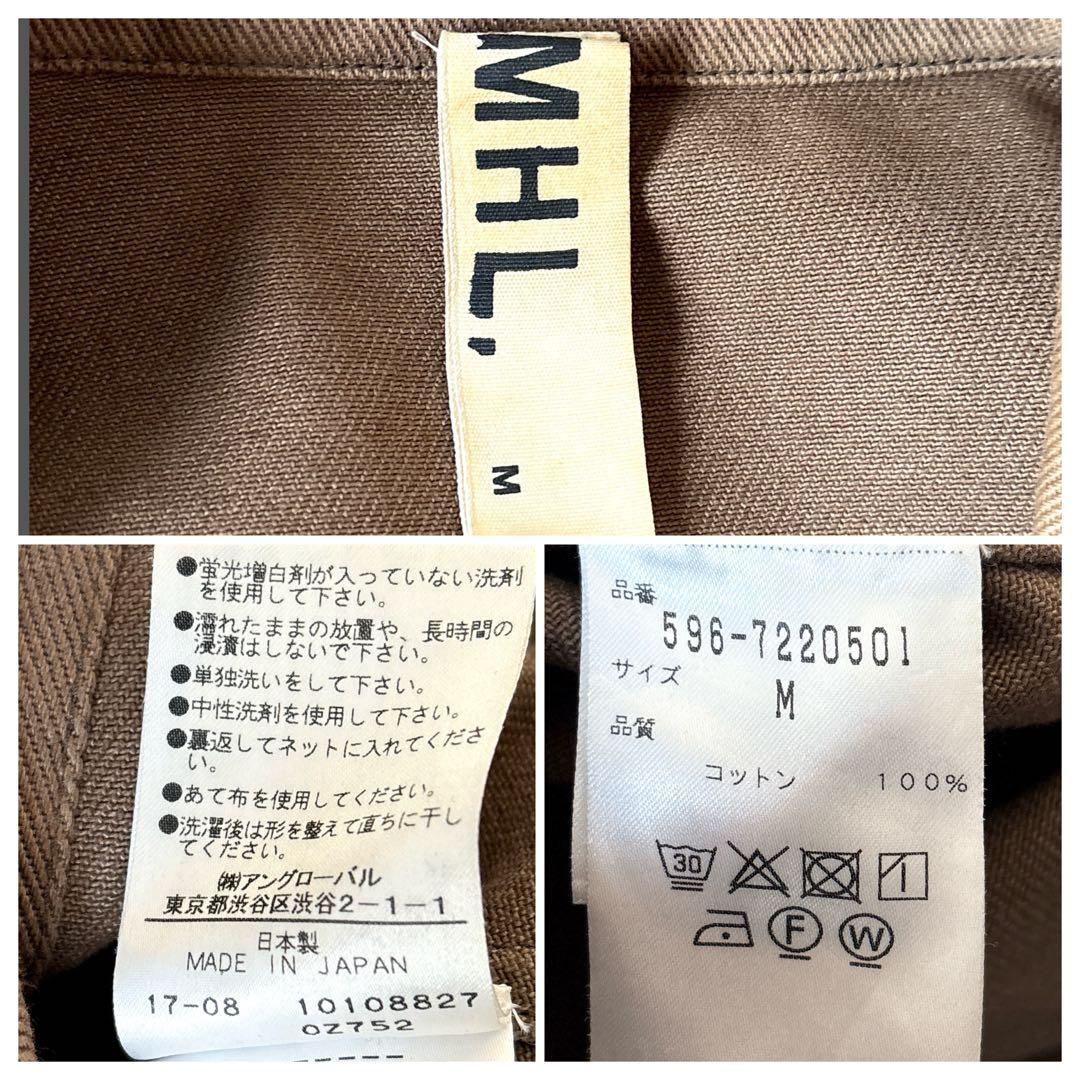 MHL.
M
●蛍光増白剤が入っていない洗剤
を使用して下さい。
●濡れたままの放置や、長時間の
浸漬はしないで下さい。
●単独洗いをして下さい。
●中性洗剤を使用して下さい。
●裏返してネットに入れてくださ
い。
●あて布を使用してください。
●洗濯後は形を整えて直ちに干し
てください。
㈱アングローバル
東京都渋谷区渋谷2-1-1
日本製
MADE IN JAPAN
17-08 10108827
0Z752
品番
596-7220501
サイズ
M
品質
コットン 100%
30
F W